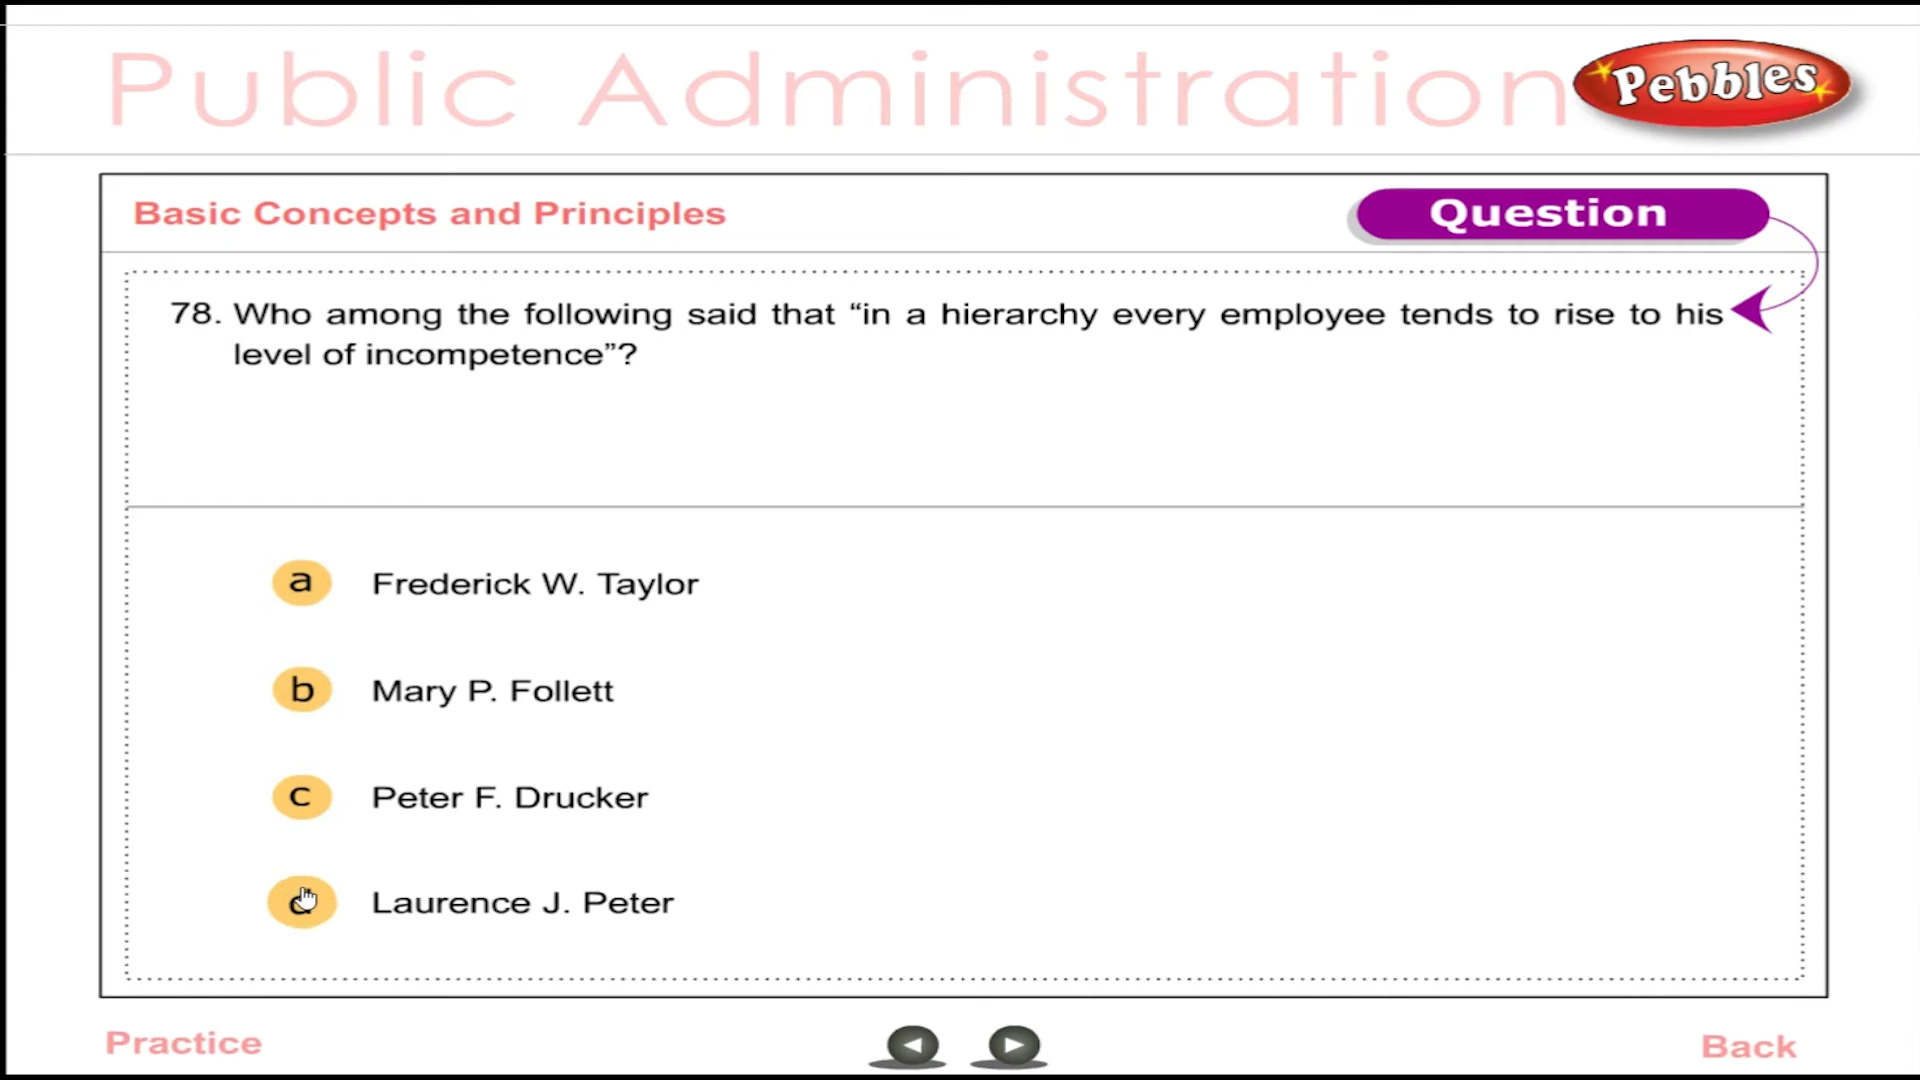 Public Administration
Pebbles
Basic Concepts and Principles
Question
78. Who among the following said that “in a hierarchy every employee tends to rise to his
level of incompetence”?
a Frederick W. Taylor
b Mary P. Follett
c Peter F. Drucker
Laurence J. Peter
Practice
Back